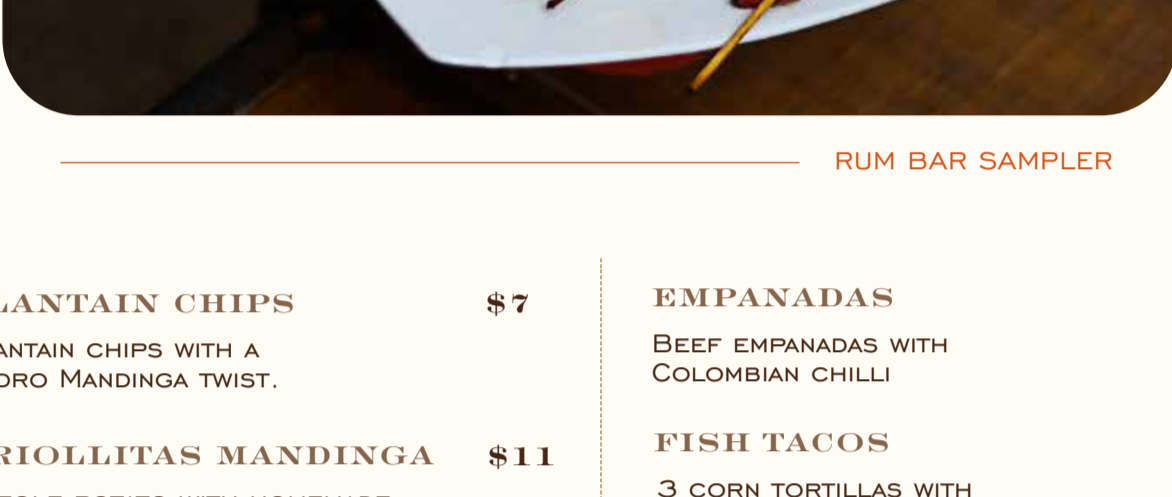 RUM BAR SAMPLER
LANTAIN CHIPS $7
ANTAIN CHIPS WITH A
DRO MANDINGA TWIST.
RIOLLITAS MANDINGA $11
EMPANADAS
BEEF EMPANADAS WITH
COLOMBIAN CHILLI
FISH TACOS
3 CORN TORTILLAS WITH